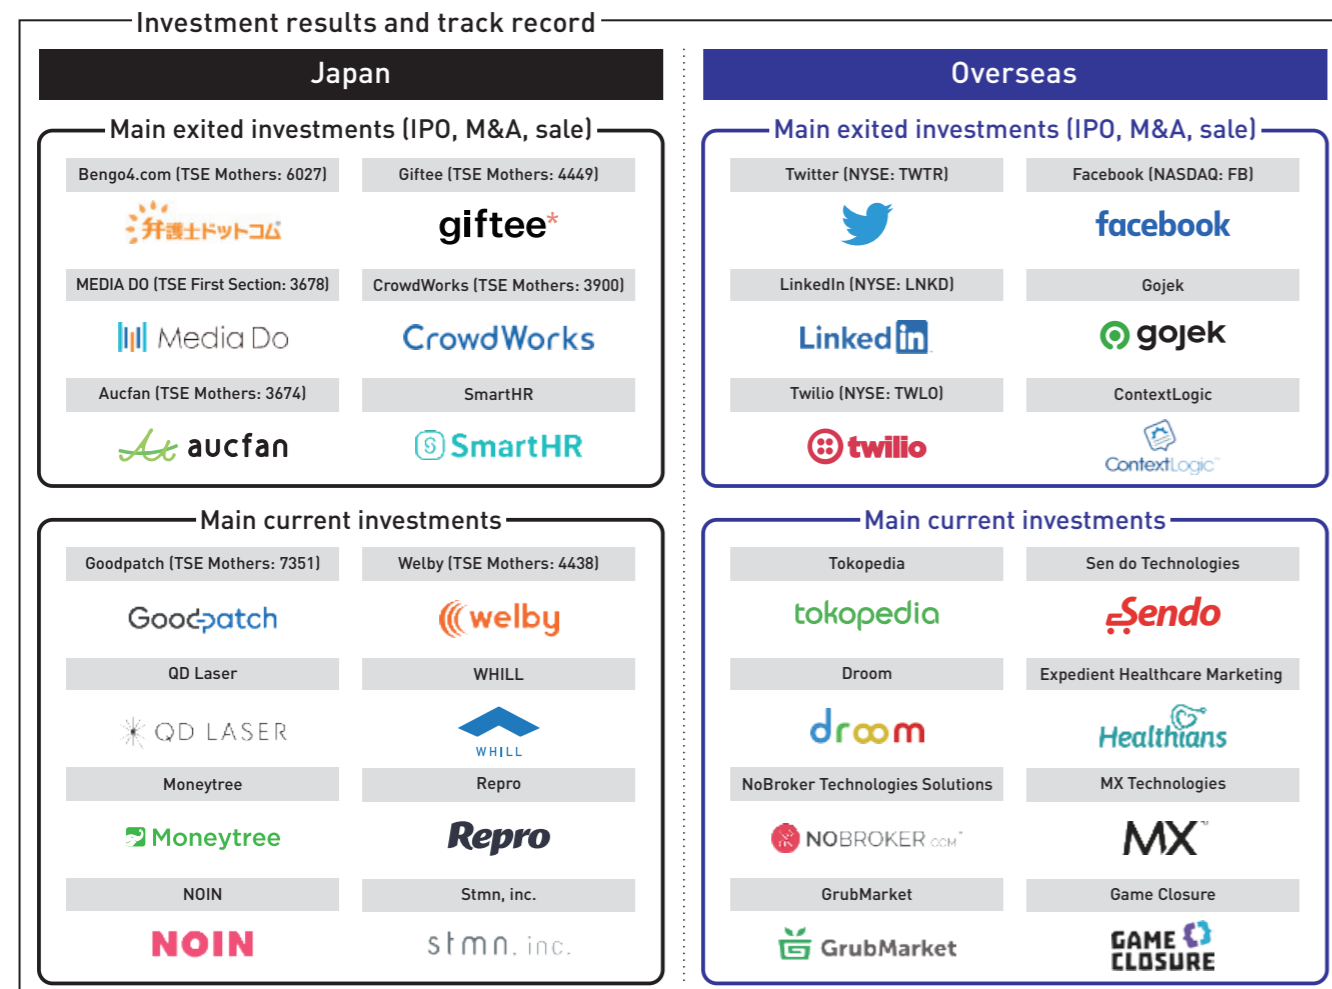 Investment results and track record
Japan
Main exited investments (IPO, M&A, sale)
Bengo4.com (TSE Mothers: 6027)
Giftee (TSE Mothers: 4449)
弁護士ドットコム
giftee*
MEDIA DO (TSE First Section: 3678)
CrowdWorks (TSE Mothers: 3900)
Media Do
CrowdWorks
Aucfan (TSE Mothers: 3674)
SmartHR
aucfan
S SmartHR
Main current investments
Goodpatch (TSE Mothers: 7351)
Welby (TSE Mothers: 4438)
Goodpatch
welby
QD Laser
WHILL
QD LASER
WHILL
Moneytree
Repro
Moneytree
Repro
NOIN
Stmn, inc.
NOIN
stmn, inc.
Overseas
Main exited investments (IPO, M&A, sale)
Twitter (NYSE: TWTR)
Facebook (NASDAQ: FB)
facebook
LinkedIn (NYSE: LNKD)
Gojek
Linked in
gojek
Twilio (NYSE: TWLO)
ContextLogic
twilio
ContextLogic™
Main current investments
Tokopedia
Sen do Technologies
tokopedia
Sendo
Droom
Expedient Healthcare Marketing
droom
Healthians
NoBroker Technologies Solutions
MX Technologies
NOBROKER.COM™
MX™
GrubMarket
Game Closure
GrubMarket
GAME
CLOSURE